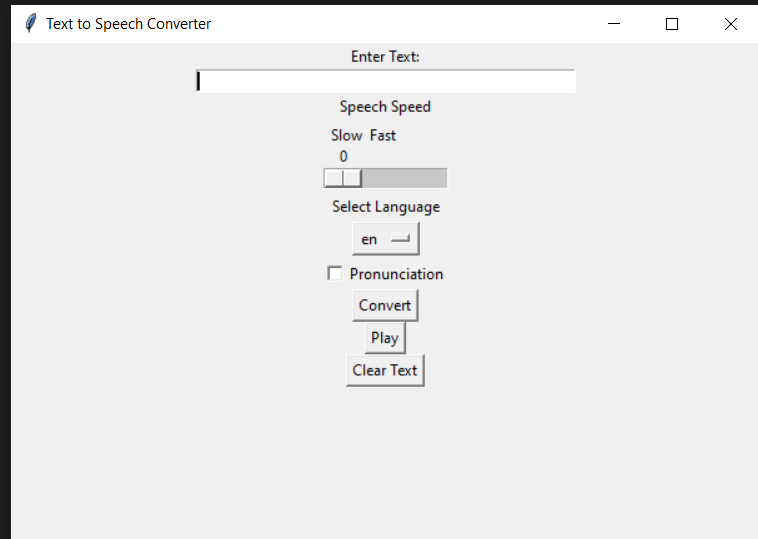 Text to Speech Converter
Enter Text:
Speech Speed
Slow Fast
0
Select Language
en
Pronunciation
Convert
Play
Clear Text